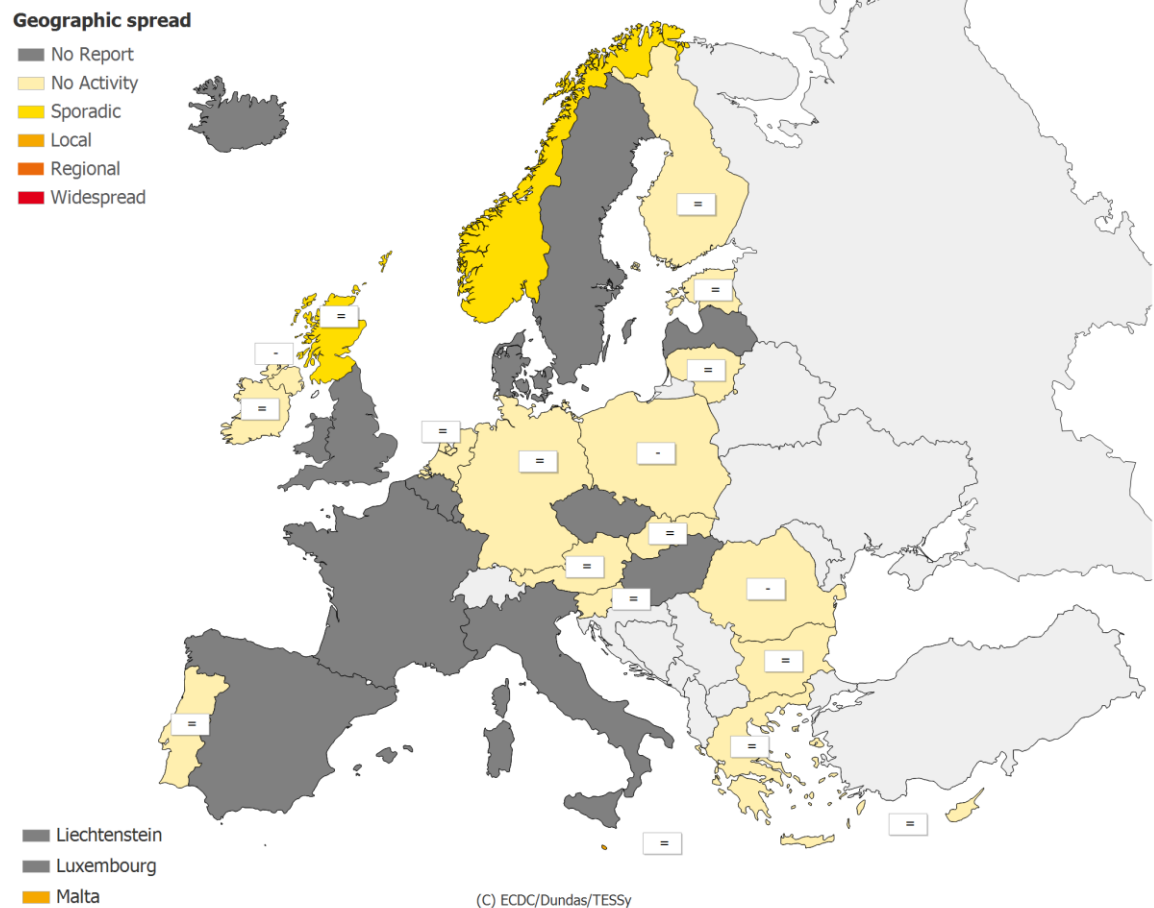 Geographic spread
No Report
No Activity
Sporadic
Local
Regional
Widespread
=
=
=
-
=
=
=
=
-
=
=
=
-
=
=
=
=
=
Liechtenstein
Luxembourg
Malta
(C) ECDC/Dundas/TESSy